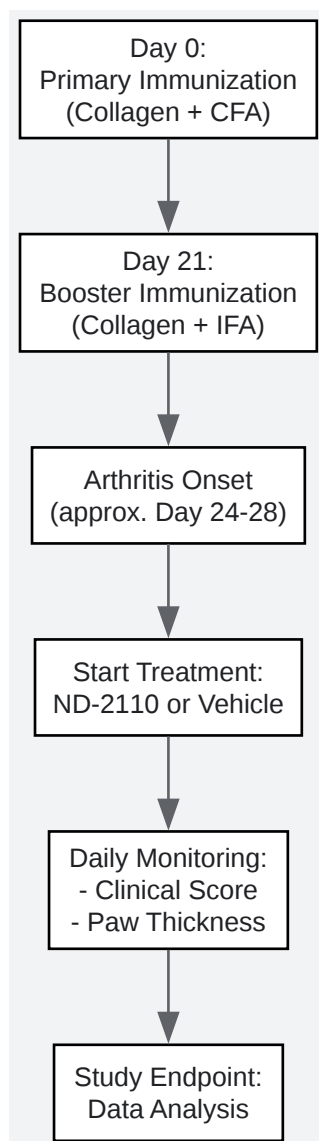 Day 0:
Primary Immunization
(Collagen + CFA)
Day 21:
Booster Immunization
(Collagen + IFA)
Arthritis Onset
(approx. Day 24-28)
Start Treatment:
ND-2110 or Vehicle
Daily Monitoring:
- Clinical Score
- Paw Thickness
Study Endpoint:
Data Analysis